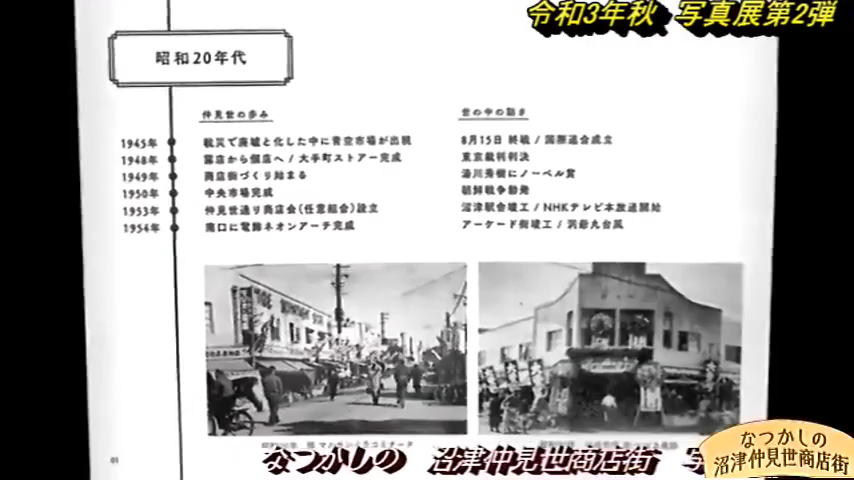 令和3年秋 写真展第2弾
昭和20年代
仲見世の歩み
世の中の動き
1945年 戦災で廃墟と化した中に青空市場が出現 8月15日 終戦 / 国際連合成立
1948年 露店から個店へ / 大手町ストアー完成 東京裁判判決
1949年 商店街づくり始まる 湯川秀樹にノーベル賞
1950年 中央市場完成 朝鮮戦争勃発
1953年 仲見世通り商店会(任意組合)設立 沼津駅舎竣工 / NHKテレビ本放送開始
1954年 南口に電飾ネオンアーチ完成 アーケード街竣工 / 洞爺丸台風
01
なつかしの 沼津仲見世商店街 写
なつかしの
沼津仲見世商店街